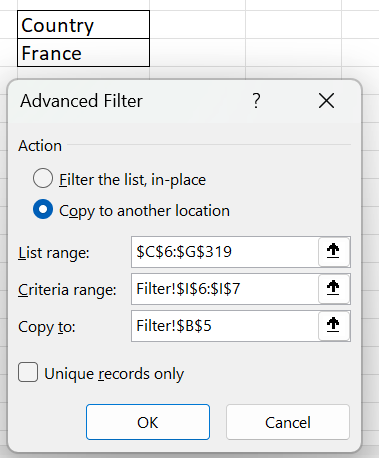 Country
France
Advanced Filter ?
Action
Filter the list, in-place
Copy to another location
List range: $C$6:$G$319
Criteria range: Filter!$I$6:$I$7
Copy to: Filter!$B$5
Unique records only
OK Cancel